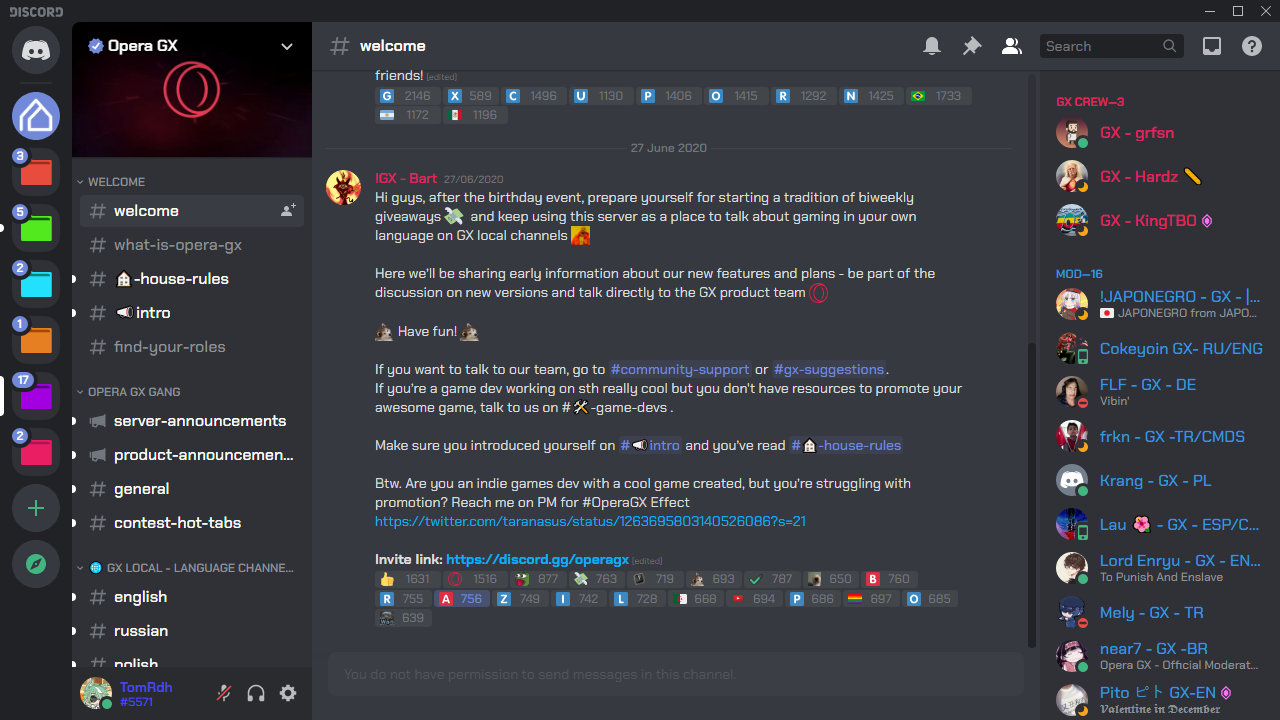 DISCORD
Opera GX
3
5
2
1
17
2
WELCOME
welcome
what-is-opera-gx
-house-rules
intro
find-your-roles
OPERA GX GANG
server-announcements
product-announcemen...
general
contest-hot-tabs
GX LOCAL - LANGUAGE CHANNE...
english
russian
polish
TomRdh
#5571
# welcome
Search
friends! [edited]
G 2146 X 589 C 1496 U 1130 P 1406 O 1415 R 1292 N 1425 1733
1172 1196
27 June 2020
!GX - Bart 27/06/2020
Hi guys, after the birthday event, prepare yourself for starting a tradition of biweekly
giveaways and keep using this server as a place to talk about gaming in your own
language on GX local channels
Here we'll be sharing early information about our new features and plans - be part of the
discussion on new versions and talk directly to the GX product team
Have fun!
If you want to talk to our team, go to #community-support or #gx-suggestions.
If you're a game dev working on sth really cool but you don't have resources to promote your
awesome game, talk to us on #🛠-game-devs .
Make sure you introduced yourself on #📢intro and you've read #🏠-house-rules
Btw. Are you an indie games dev with a cool game created, but you're struggling with
promotion? Reach me on PM for #OperaGX Effect
https://twitter.com/taranasus/status/1263695803140526086?s=21
Invite link: https://discord.gg/operagx [edited]
1631 1516 877 763 719 693 787 650 B 760
R 755 A 756 Z 749 I 742 L 728 668 694 P 686 697 O 685
639
You do not have permission to send messages in this channel.
GX CREW—3
GX - grfsn
GX - Hardz
GX - KingTBO
MOD—16
!JAPONEGRO - GX - |...
JAPONEGRO from JAPO...
Cokeyoin GX- RU/ENG
FLF - GX - DE
Vibin'
frkn - GX -TR/CMDS
Krang - GX - PL
Lau 🌺 - GX - ESP/C...
Lord Enryu - GX - EN...
To Punish And Enslave
Mely - GX - TR
near7 - GX -BR
Opera GX - Official Moderat...
Pito ピト GX-EN
𝖁𝖆𝖑𝖊𝖓𝖙𝖎𝖓𝖊 𝖎𝖓 𝕯𝖊𝖈𝖊𝖒𝖇𝖊𝖗